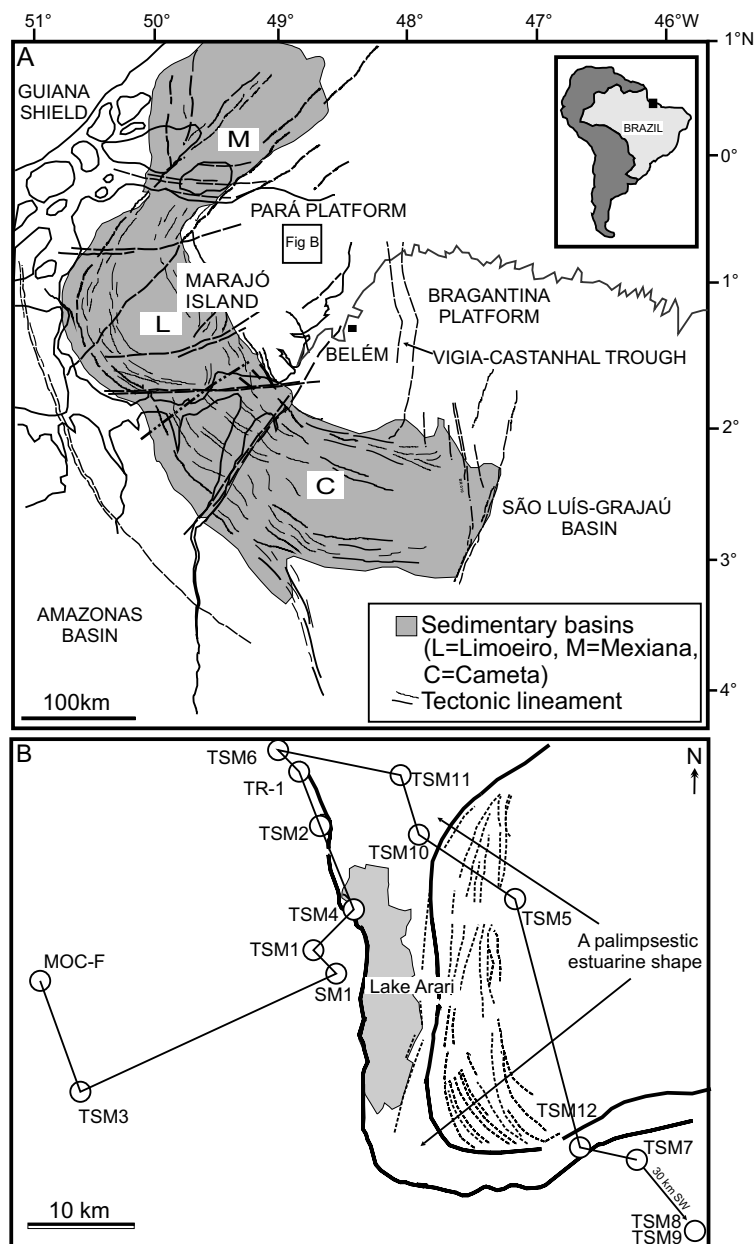 51° 50° 49° 48° 47° 46°
1°N
A
GUIANA
SHIELD
M
BRAZIL
0°
PARÁ PLATFORM
Fig B
MARAJÓ
ISLAND
1°
BRAGANTINA
PLATFORM
L
BELÉM
VIGIA-CASTANHAL TROUGH
2°
C
SÃO LUÍS-GRAJAÚ
BASIN
3°
AMAZONAS
BASIN
Sedimentary basins
(L=Limoeiro, M=Mexiana,
C=Cameta)
Tectonic lineament
4°
100km
B
N
TSM6
TR-1
TSM11
TSM2
TSM10
TSM4
TSM5
TSM1
A palimpsestic
estuarine shape
MOC-F
SM1
Lake Arari
TSM3
TSM12
TSM7
30 km SW
10 km
TSM8
TSM9